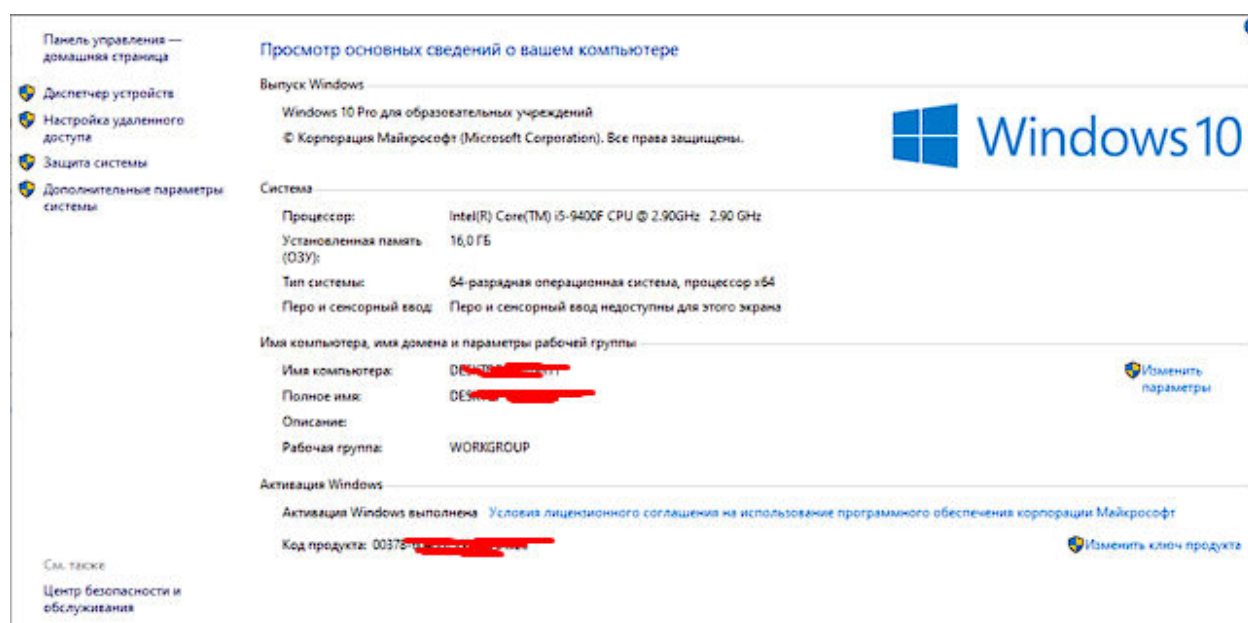 Панель управления —
домашняя страница
Диспетчер устройств
Настройка удаленного
доступа
Защита системы
Дополнительные параметры
системы
Просмотр основных сведений о вашем компьютере
Выпуск Windows
Windows 10 Pro для образовательных учреждений
© Корпорация Майкрософт (Microsoft Corporation). Все права защищены.
Windows 10
Система
Процессор: Intel(R) Core(TM) i5-9400F CPU @ 2.90GHz 2.90 GHz
Установленная память 16,0 ГБ
(ОЗУ):
Тип системы: 64-разрядная операционная система, процессор x64
Перо и сенсорный ввод: Перо и сенсорный ввод недоступны для этого экрана
Имя компьютера, имя домена и параметры рабочей группы
Имя компьютера:
Полное имя:
Описание:
Рабочая группа: WORKGROUP
Изменить
параметры
Активация Windows
Активация Windows выполнена Условия лицензионного соглашения на использование программного обеспечения корпорации Майкрософт
Код продукта: 00378-
Изменить ключ продукта
См. также
Центр безопасности и
обслуживания